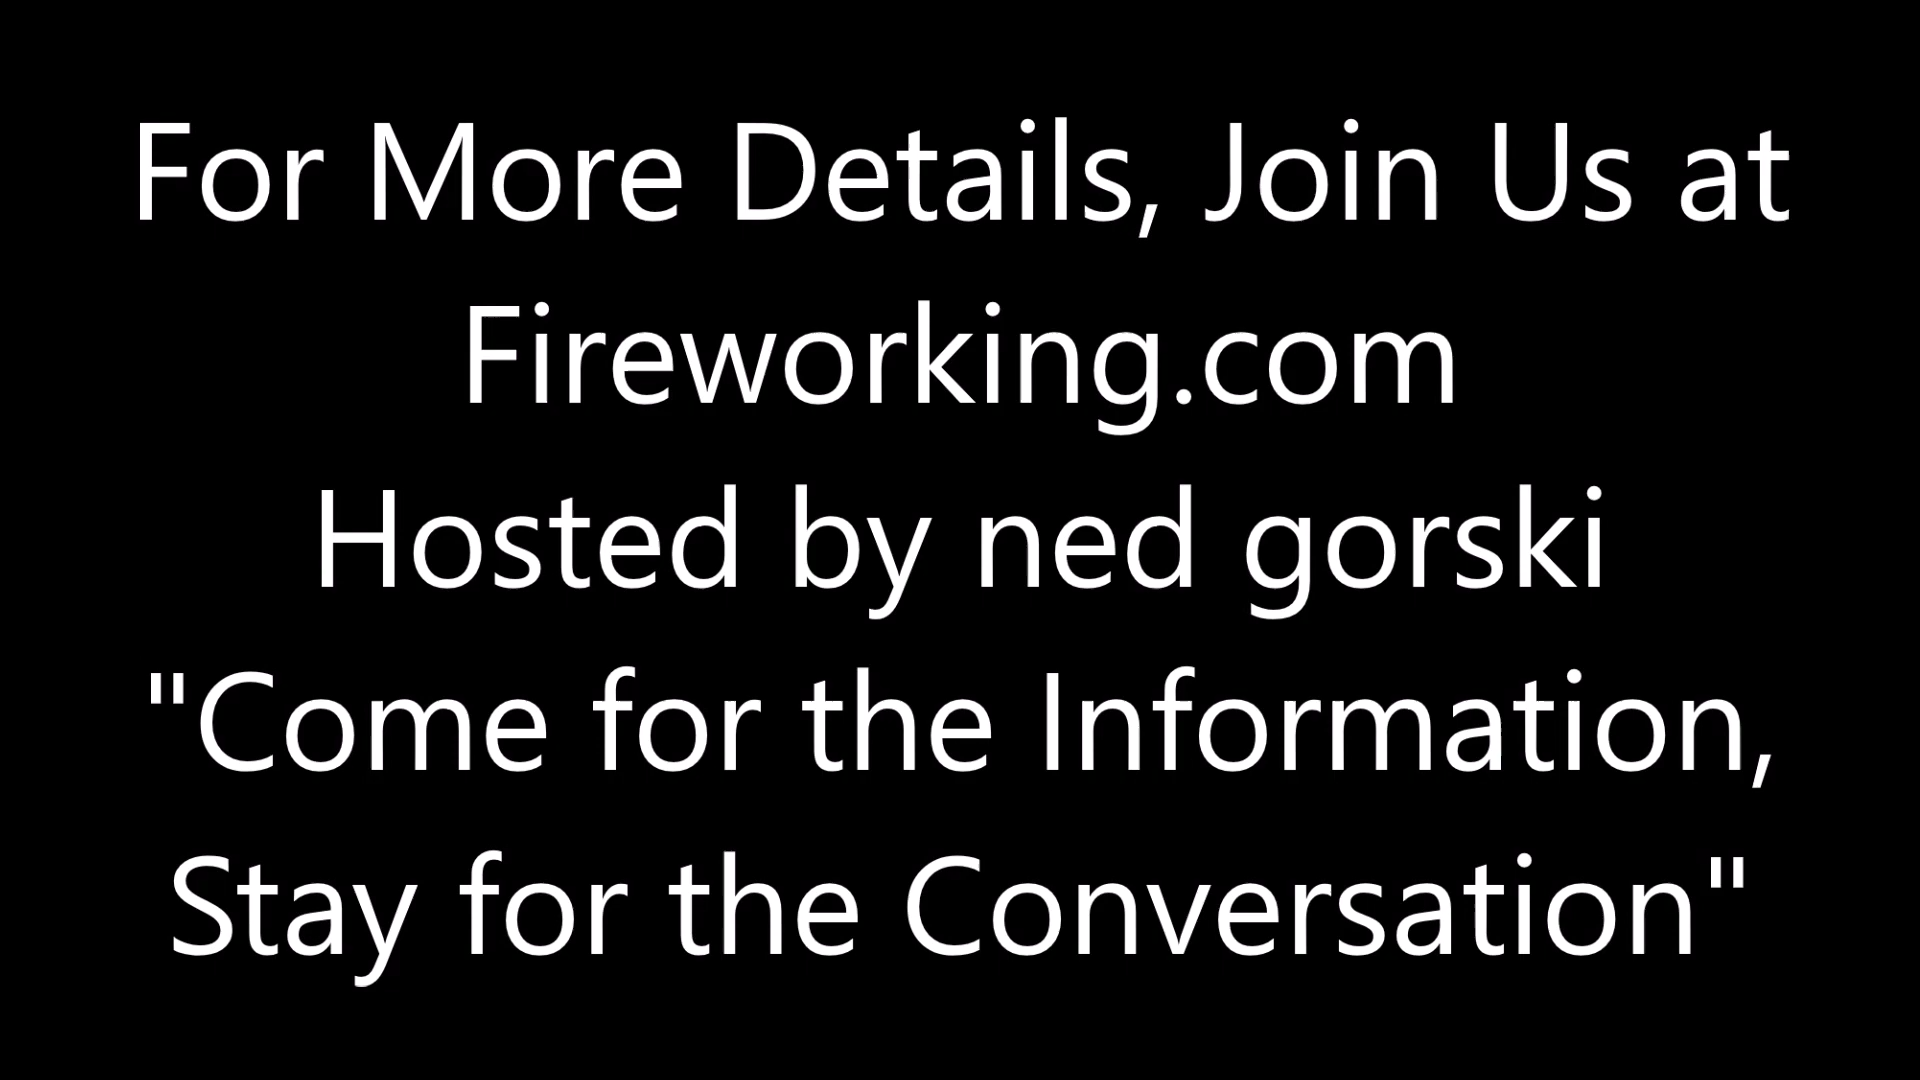 For More Details, Join Us at
Fireworking.com
Hosted by ned gorski
"Come for the Information,
Stay for the Conversation"